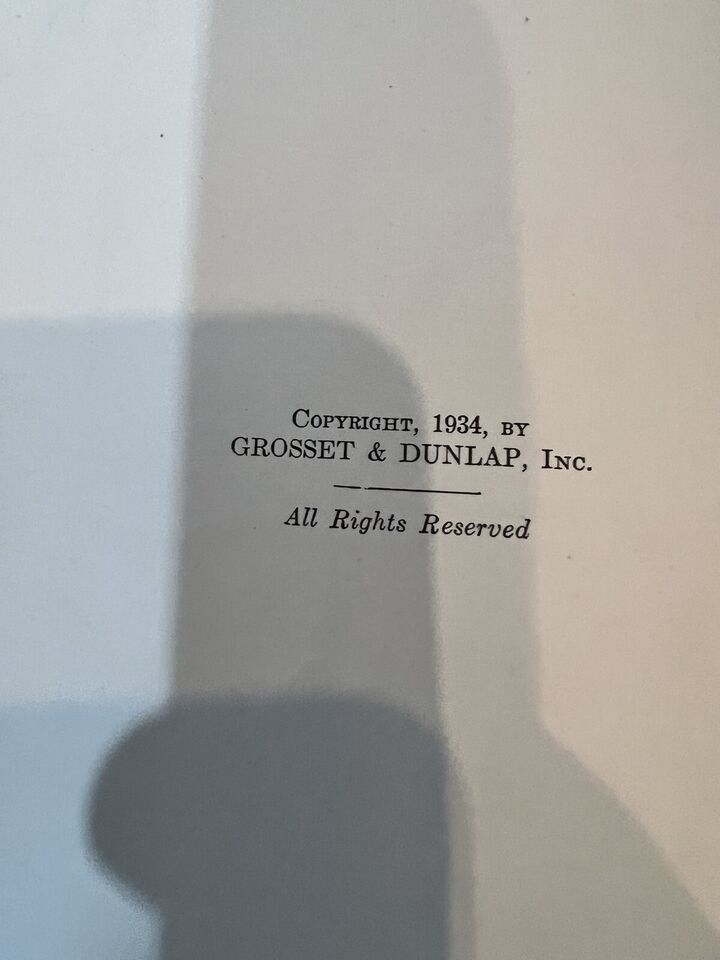 Copyright, 1934, by
GROSSET & DUNLAP, Inc.
All Rights Reserved